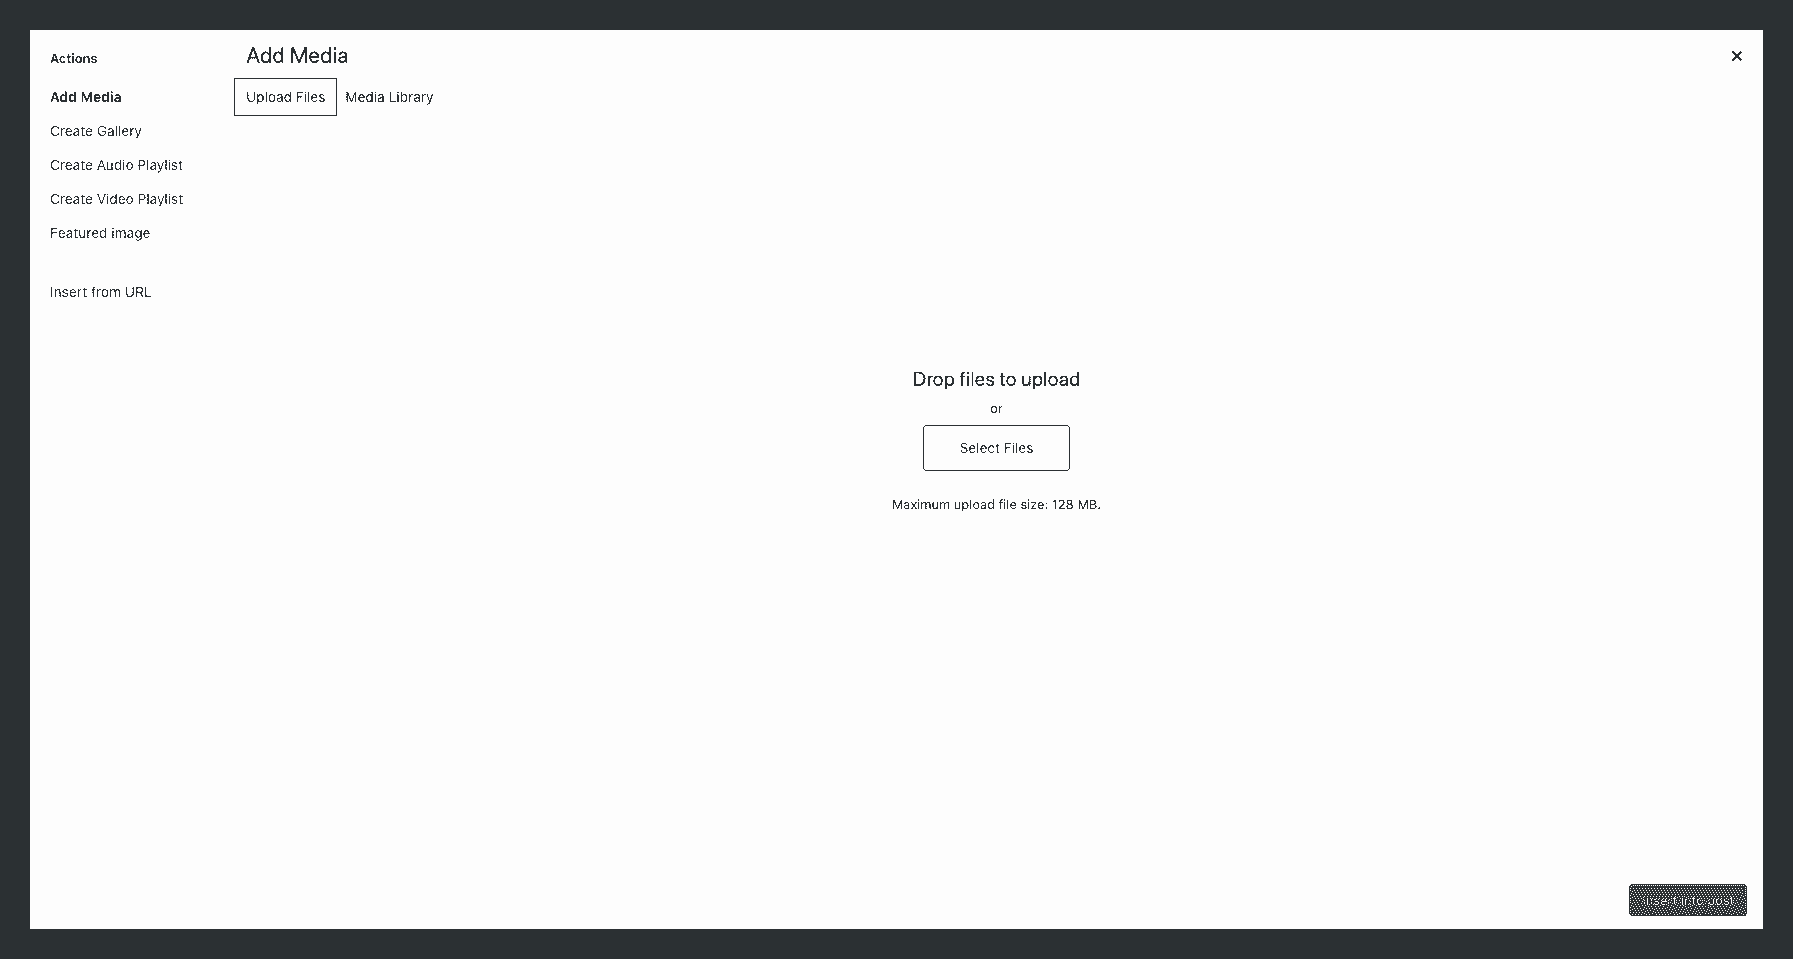 Actions
Add Media
Create Gallery
Create Audio Playlist
Create Video Playlist
Featured image
Insert from URL
Add Media
Upload Files
Media Library
Drop files to upload
or
Select Files
Maximum upload file size: 128 MB.
Insert into post